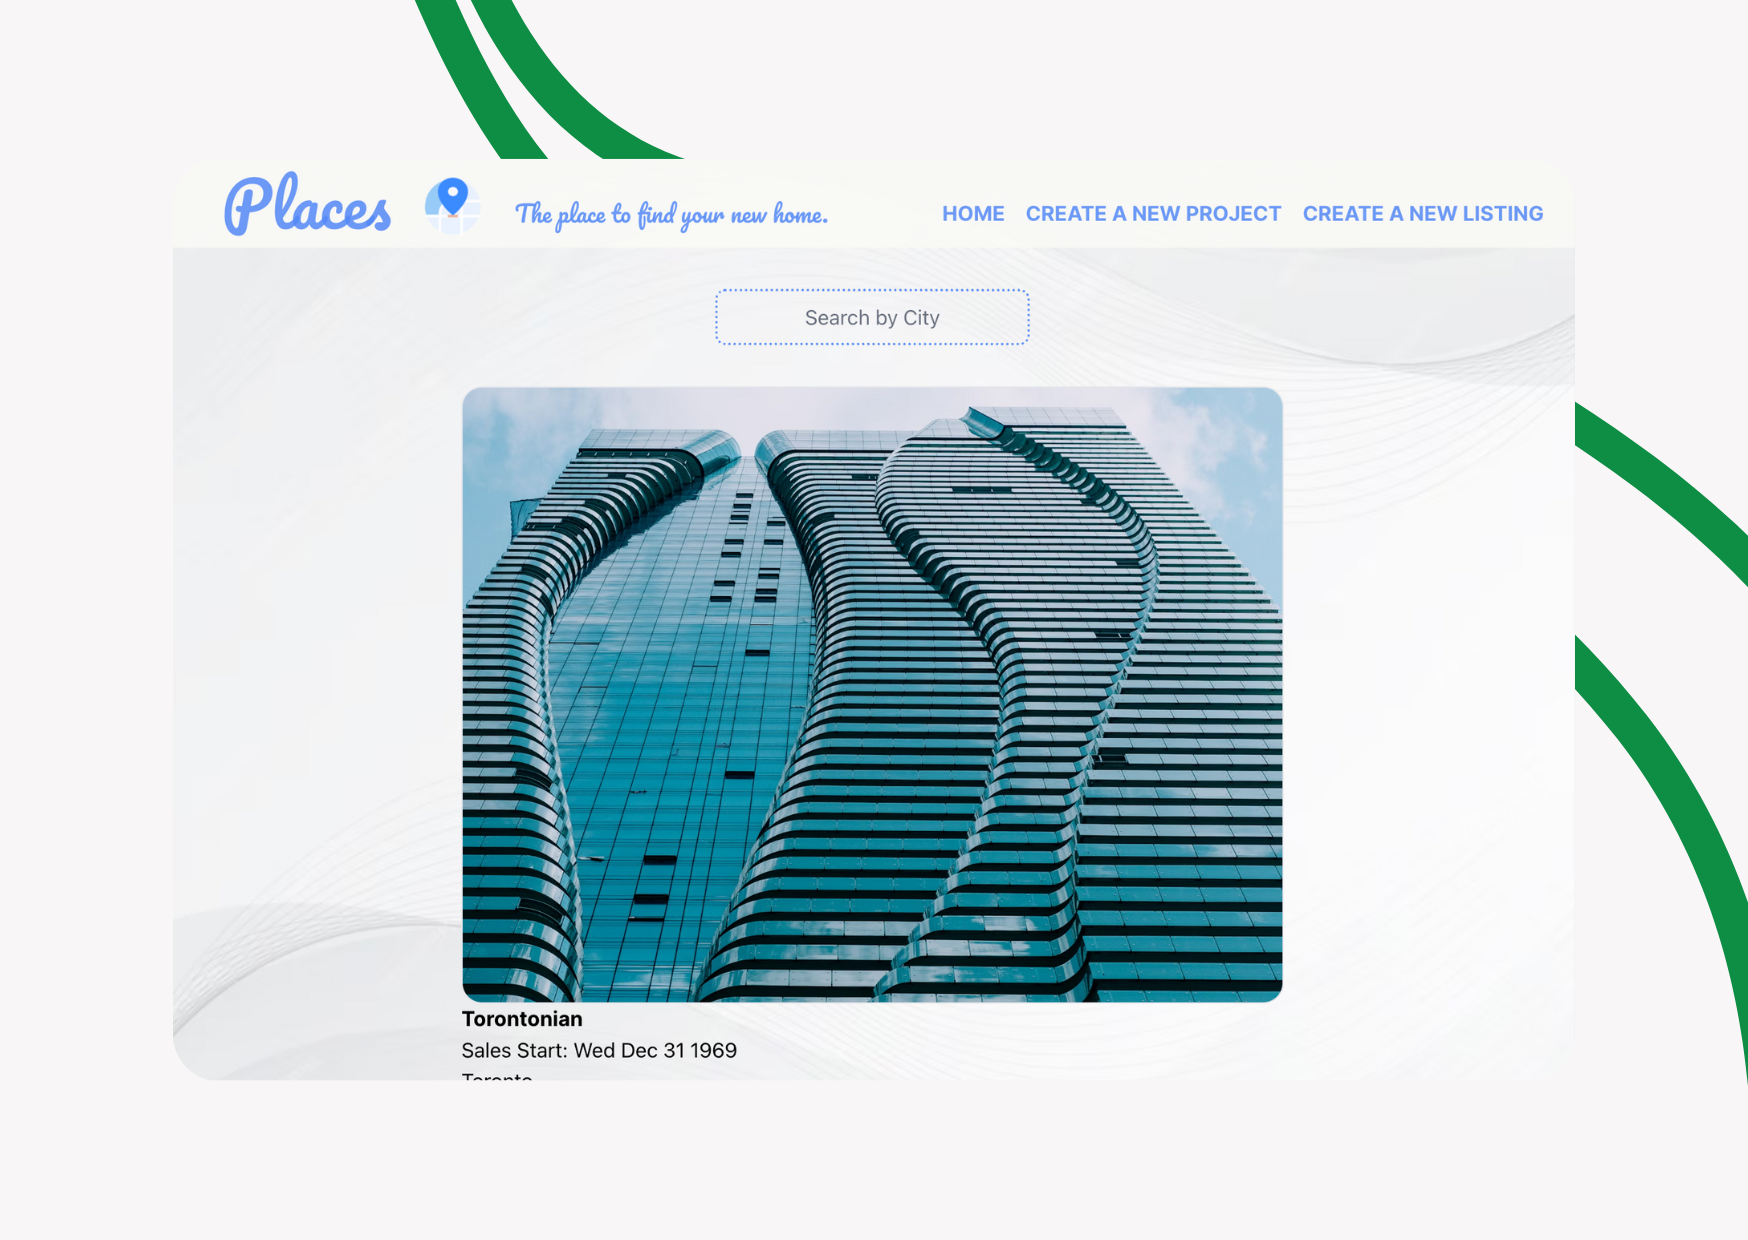 Places
The place to find your new home.
HOME CREATE A NEW PROJECT CREATE A NEW LISTING
Search by City
Torontonian
Sales Start: Wed Dec 31 1969
Toronto